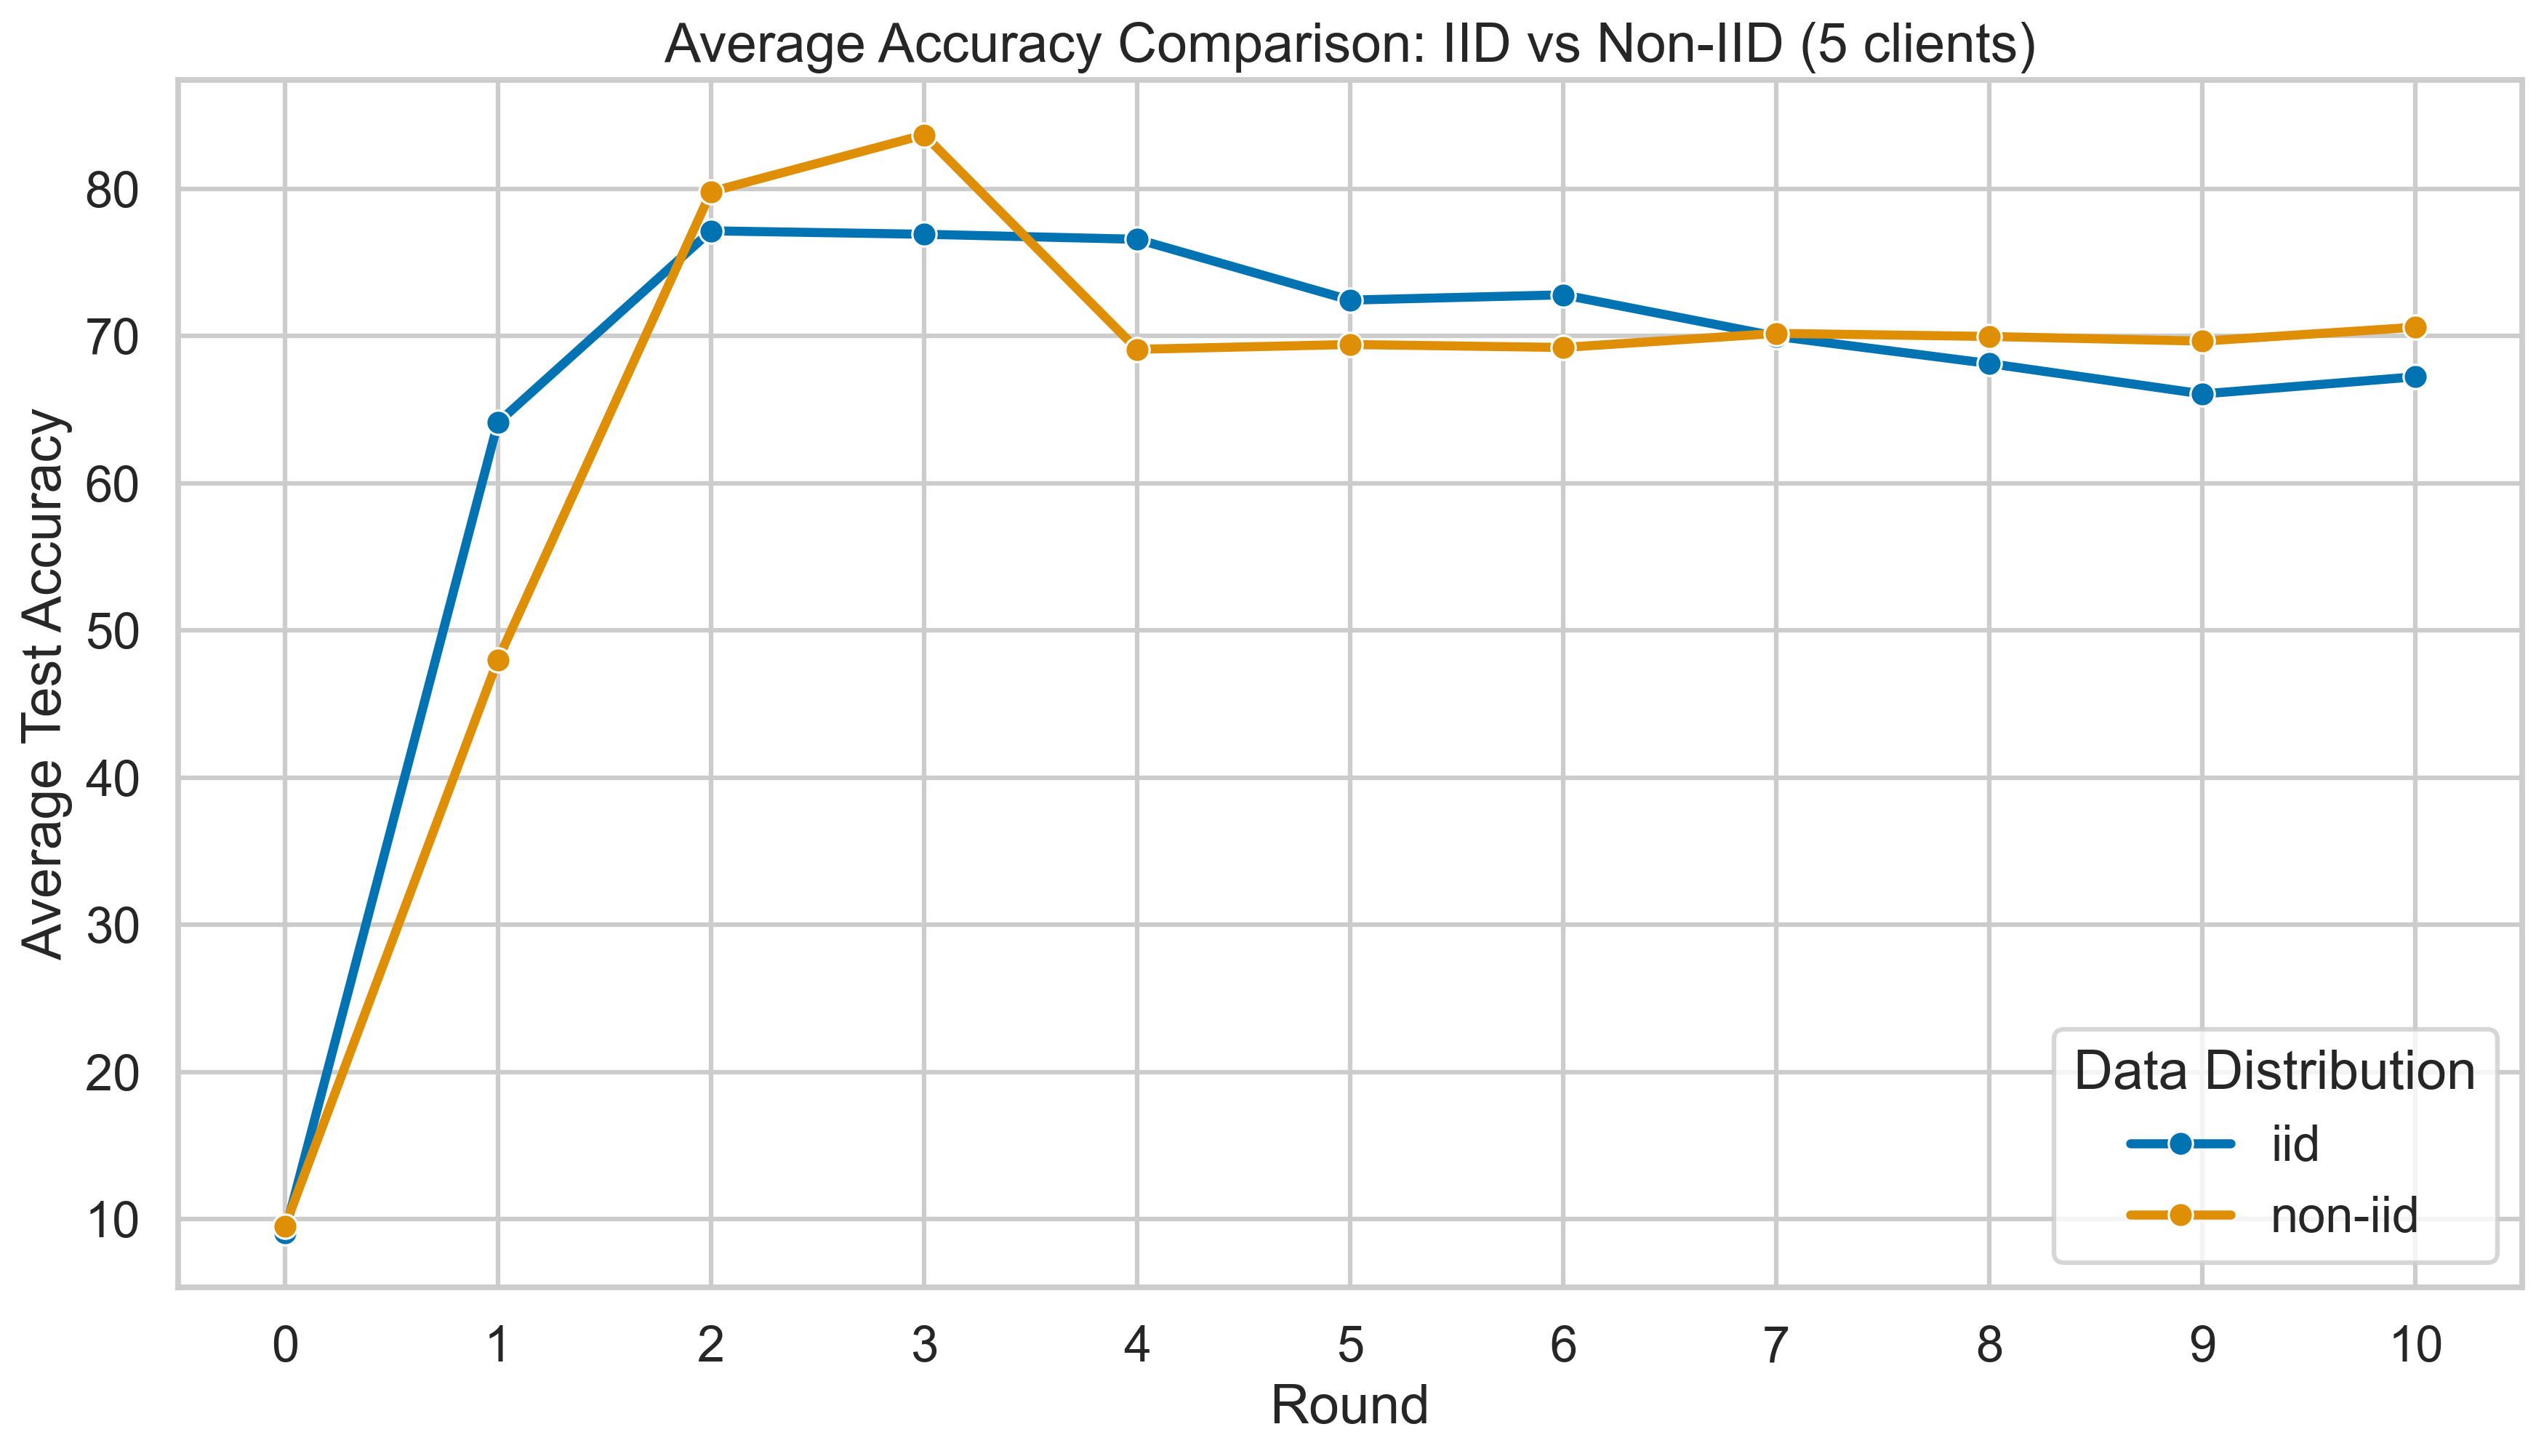 Average Accuracy Comparison: IID vs Non-IID (5 clients)
Average Test Accuracy
80
70
60
50
40
30
20
10
0 1 2 3 4 5 6 7 8 9 10
Round
Data Distribution
iid
non-iid